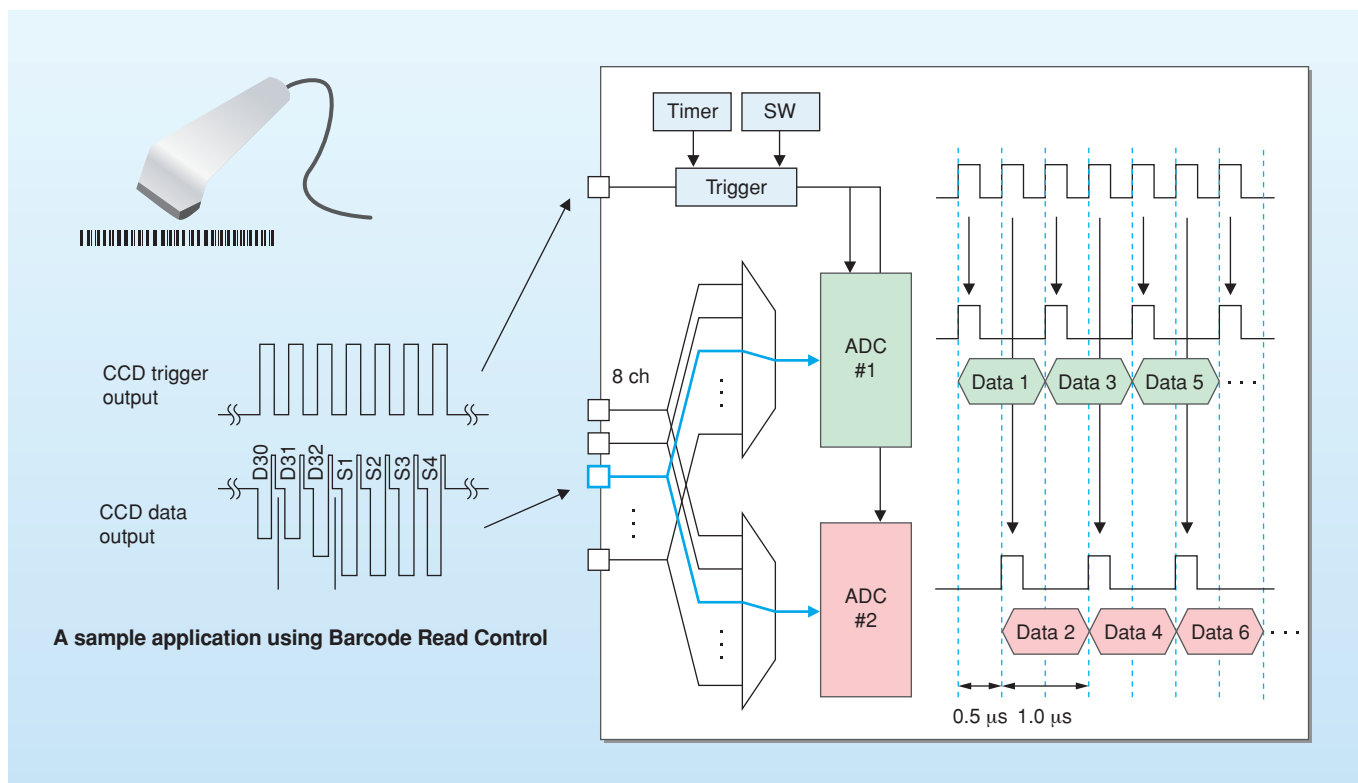 Timer
SW
Trigger
CCD trigger
output
D30
D31
D32
S1
S2
S3
S4
CCD data
output
A sample application using Barcode Read Control
8 ch
ADC
#1
ADC
#2
Data 1
Data 3
Data 5
Data 2
Data 4
Data 6
0.5 μs
1.0 μs